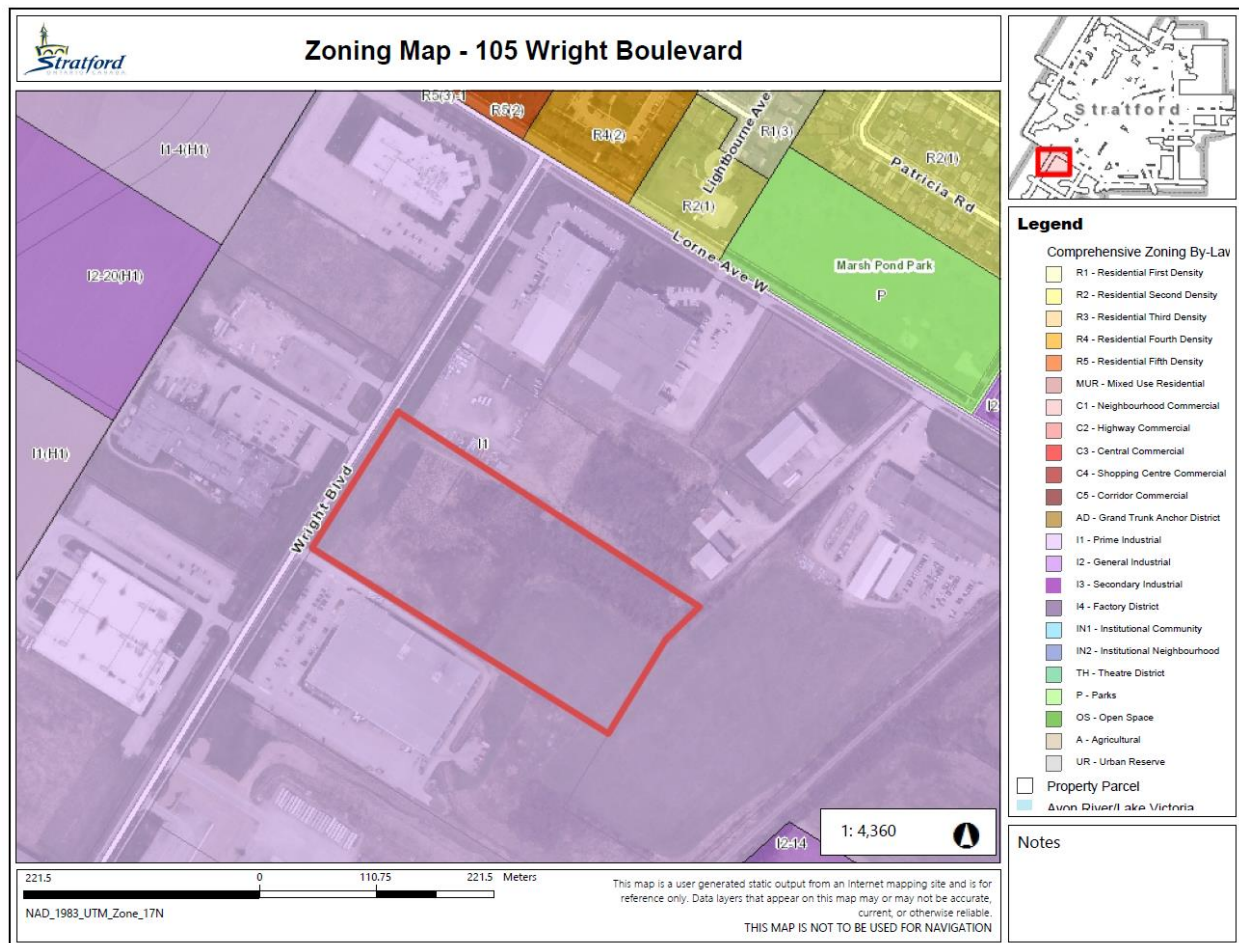 Stratford
ONTARIO CANADA
Zoning Map - 105 Wright Boulevard
Stratford
R5(3)-1
R5(2)
R4(2)
Lightbourne Ave
R1(3)
R2(1)
Patricia Rd
I1-4(H1)
R2(1)
Lorne Ave W
Marsh Pond Park
P
I2-20(H1)
I2
I1
I1(H1)
Wright Blvd
I2-14
1: 4,360
Legend
Comprehensive Zoning By-Law
R1 - Residential First Density
R2 - Residential Second Density
R3 - Residential Third Density
R4 - Residential Fourth Density
R5 - Residential Fifth Density
MUR - Mixed Use Residential
C1 - Neighbourhood Commercial
C2 - Highway Commercial
C3 - Central Commercial
C4 - Shopping Centre Commercial
C5 - Corridor Commercial
AD - Grand Trunk Anchor District
I1 - Prime Industrial
I2 - General Industrial
I3 - Secondary Industrial
I4 - Factory District
IN1 - Institutional Community
IN2 - Institutional Neighbourhood
TH - Theatre District
P - Parks
OS - Open Space
A - Agricultural
UR - Urban Reserve
Property Parcel
Avon River/Lake Victoria
Notes
221.5 0 110.75 221.5 Meters
NAD_1983_UTM_Zone_17N
This map is a user generated static output from an Internet mapping site and is for
reference only. Data layers that appear on this map may or may not be accurate,
current, or otherwise reliable.
THIS MAP IS NOT TO BE USED FOR NAVIGATION